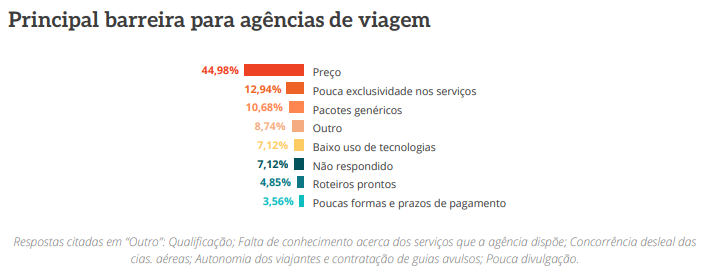 Principal barreira para agências de viagem
44,98% Preço
12,94% Pouca exclusividade nos serviços
10,68% Pacotes genéricos
8,74% Outro
7,12% Baixo uso de tecnologias
7,12% Não respondido
4,85% Roteiros prontos
3,56% Poucas formas e prazos de pagamento
Respostas citadas em “Outro”: Qualificação; Falta de conhecimento acerca dos serviços que a agência dispõe; Concorrência desleal das
cias. aéreas; Autonomia dos viajantes e contratação de guias avulsos; Pouca divulgação.